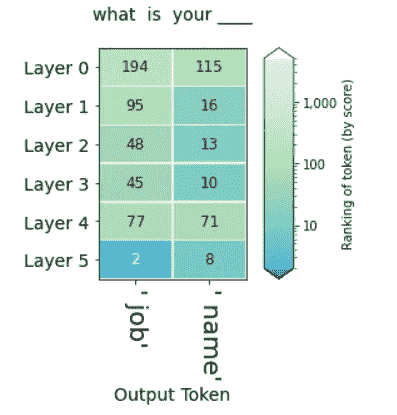 what is your ____
Layer 0 194 115
Layer 1 95 16
Layer 2 48 13
Layer 3 45 10
Layer 4 77 71
Layer 5 2 8
' job' ' name'
Output Token
1,000
100
10
Ranking of token (by score)